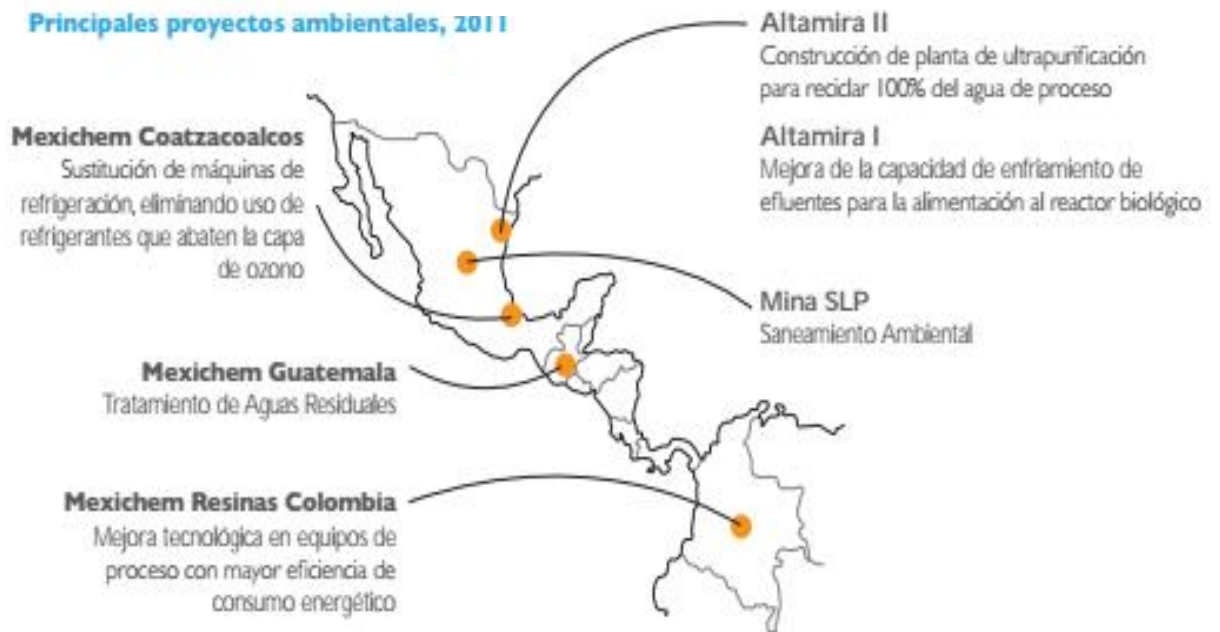 Principales proyectos ambientales, 2011
Altamira II
Construcción de planta de ultrapurificación
para reciclar 100% del agua de proceso
Altamira I
Mejora de la capacidad de enfriamiento de
efluentes para la alimentación al reactor biológico
Mexichem Coatzacoalcos
Sustitución de máquinas de
refrigeración, eliminando uso de
refrigerantes que abaten la capa
de ozono
Mina SLP
Saneamiento Ambiental
Mexichem Guatemala
Tratamiento de Aguas Residuales
Mexichem Resinas Colombia
Mejora tecnológica en equipos de
proceso con mayor eficiencia de
consumo energético